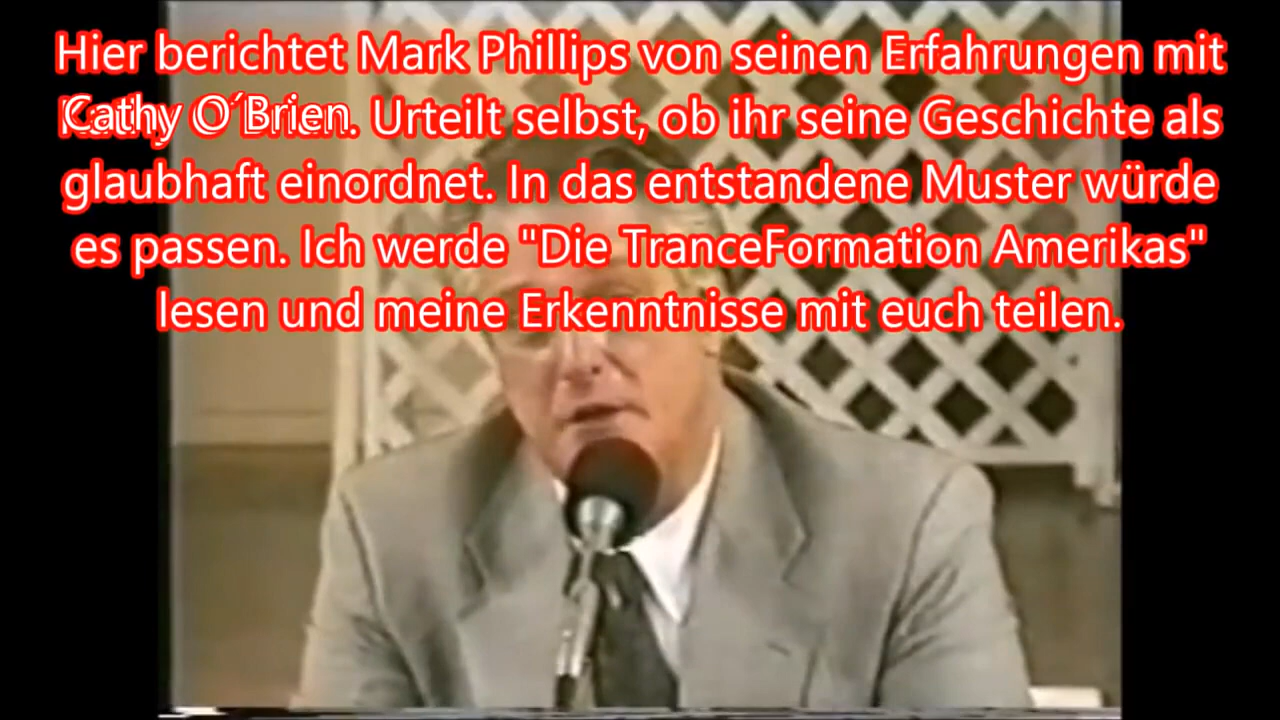 Hier berichtet Mark Phillips von seinen Erfahrungen mit
Cathy O´Brien. Urteilt selbst, ob ihr seine Geschichte als
glaubhaft einordnet. In das entstandene Muster würde
es passen. Ich werde "Die TranceFormation Amerikas"
lesen und meine Erkenntnisse mit euch teilen.